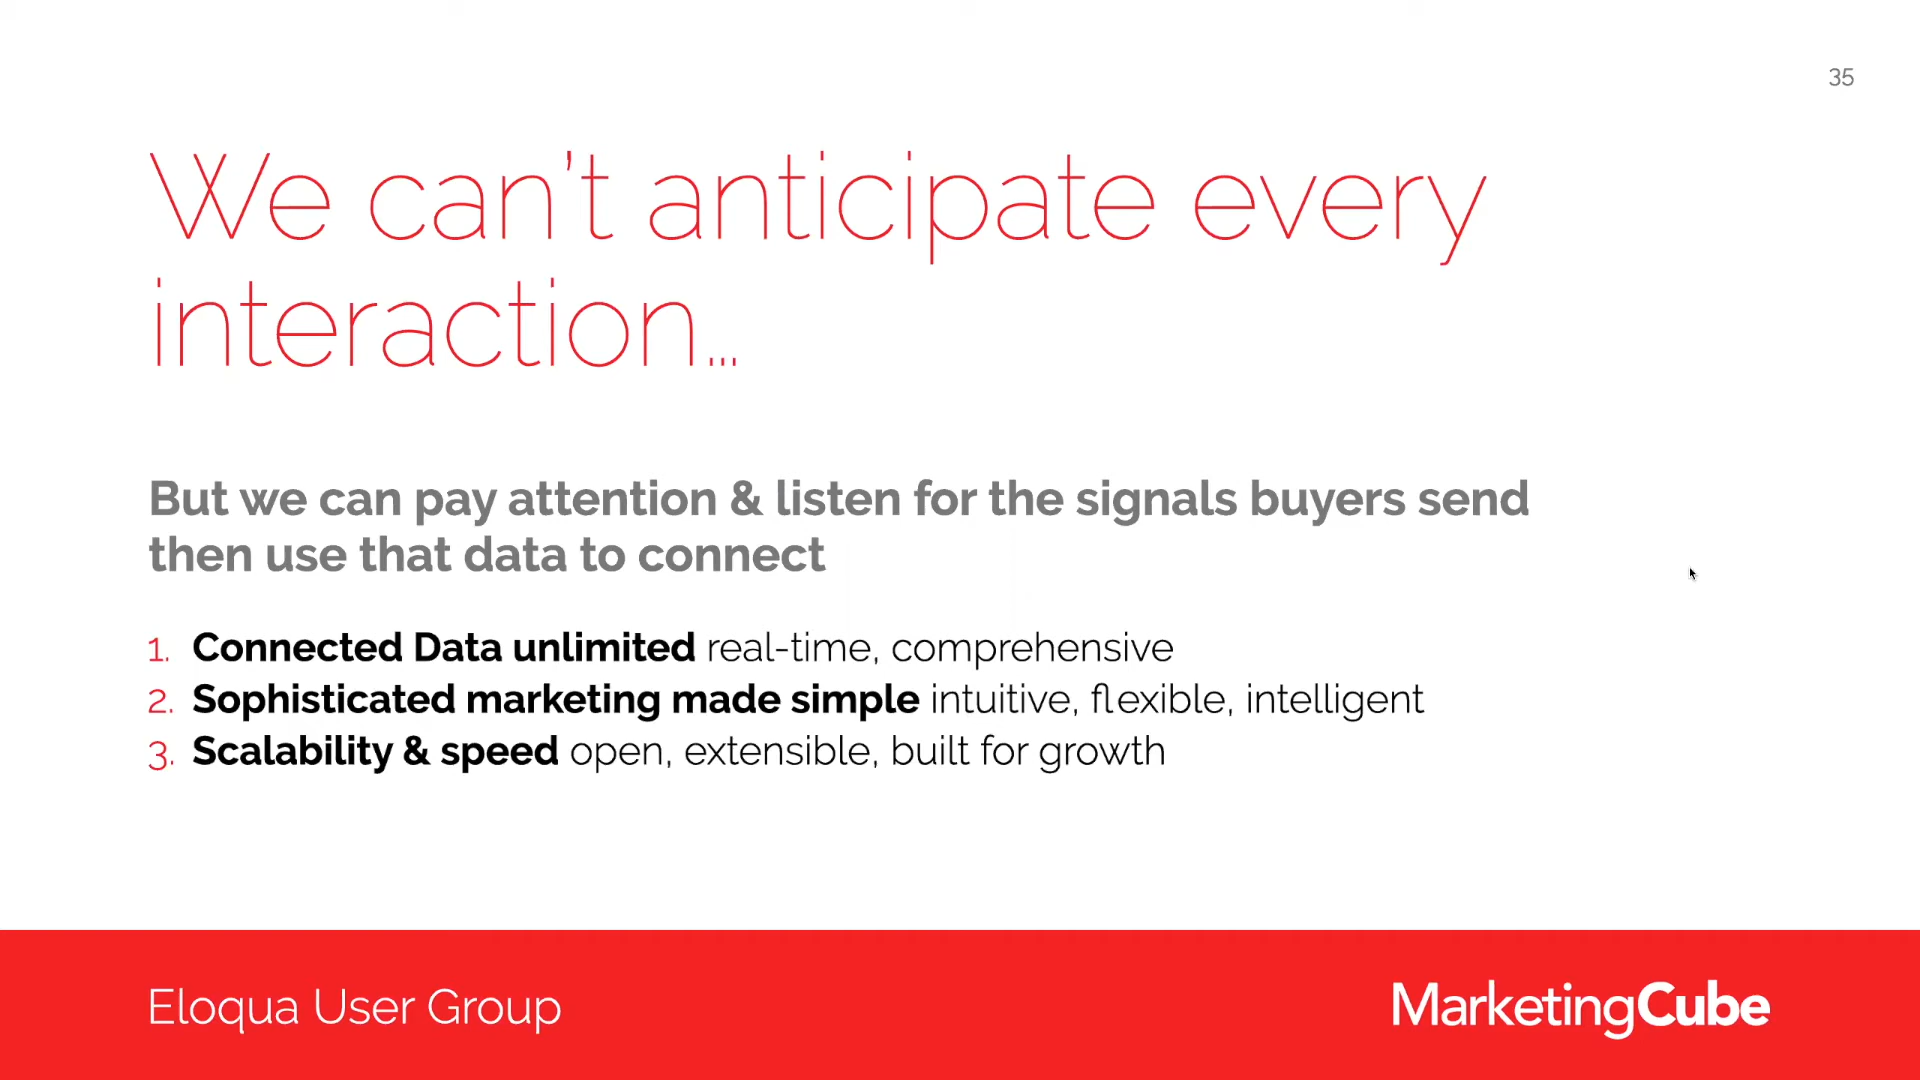 35
We can’t anticipate every
interaction...
But we can pay attention & listen for the signals buyers send
then use that data to connect
1. Connected Data unlimited real-time, comprehensive
2. Sophisticated marketing made simple intuitive, flexible, intelligent
3. Scalability & speed open, extensible, built for growth
Eloqua User Group
MarketingCube